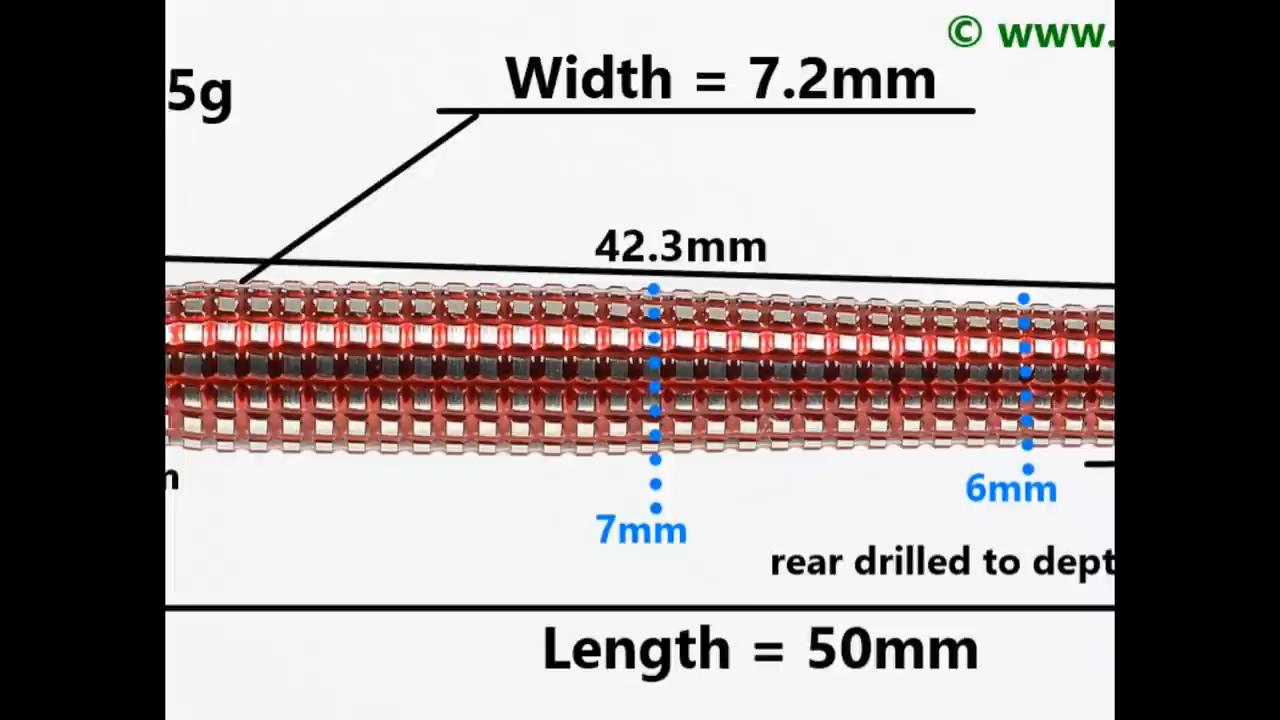 © www.
5g
Width = 7.2mm
42.3mm
6mm
7mm
rear drilled to dept
Length = 50mm